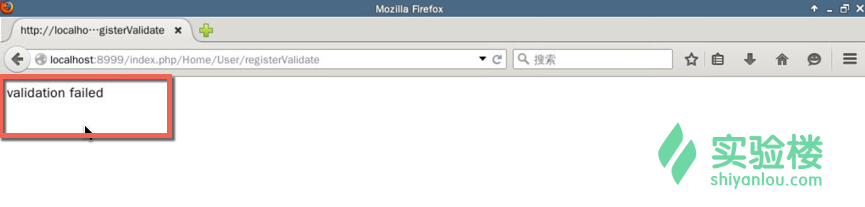 Mozilla Firefox
http://localho···gisterValidate
localhost:8999/index.php/Home/User/registerValidate
搜索
validation failed
实验楼
shiyanlou.com